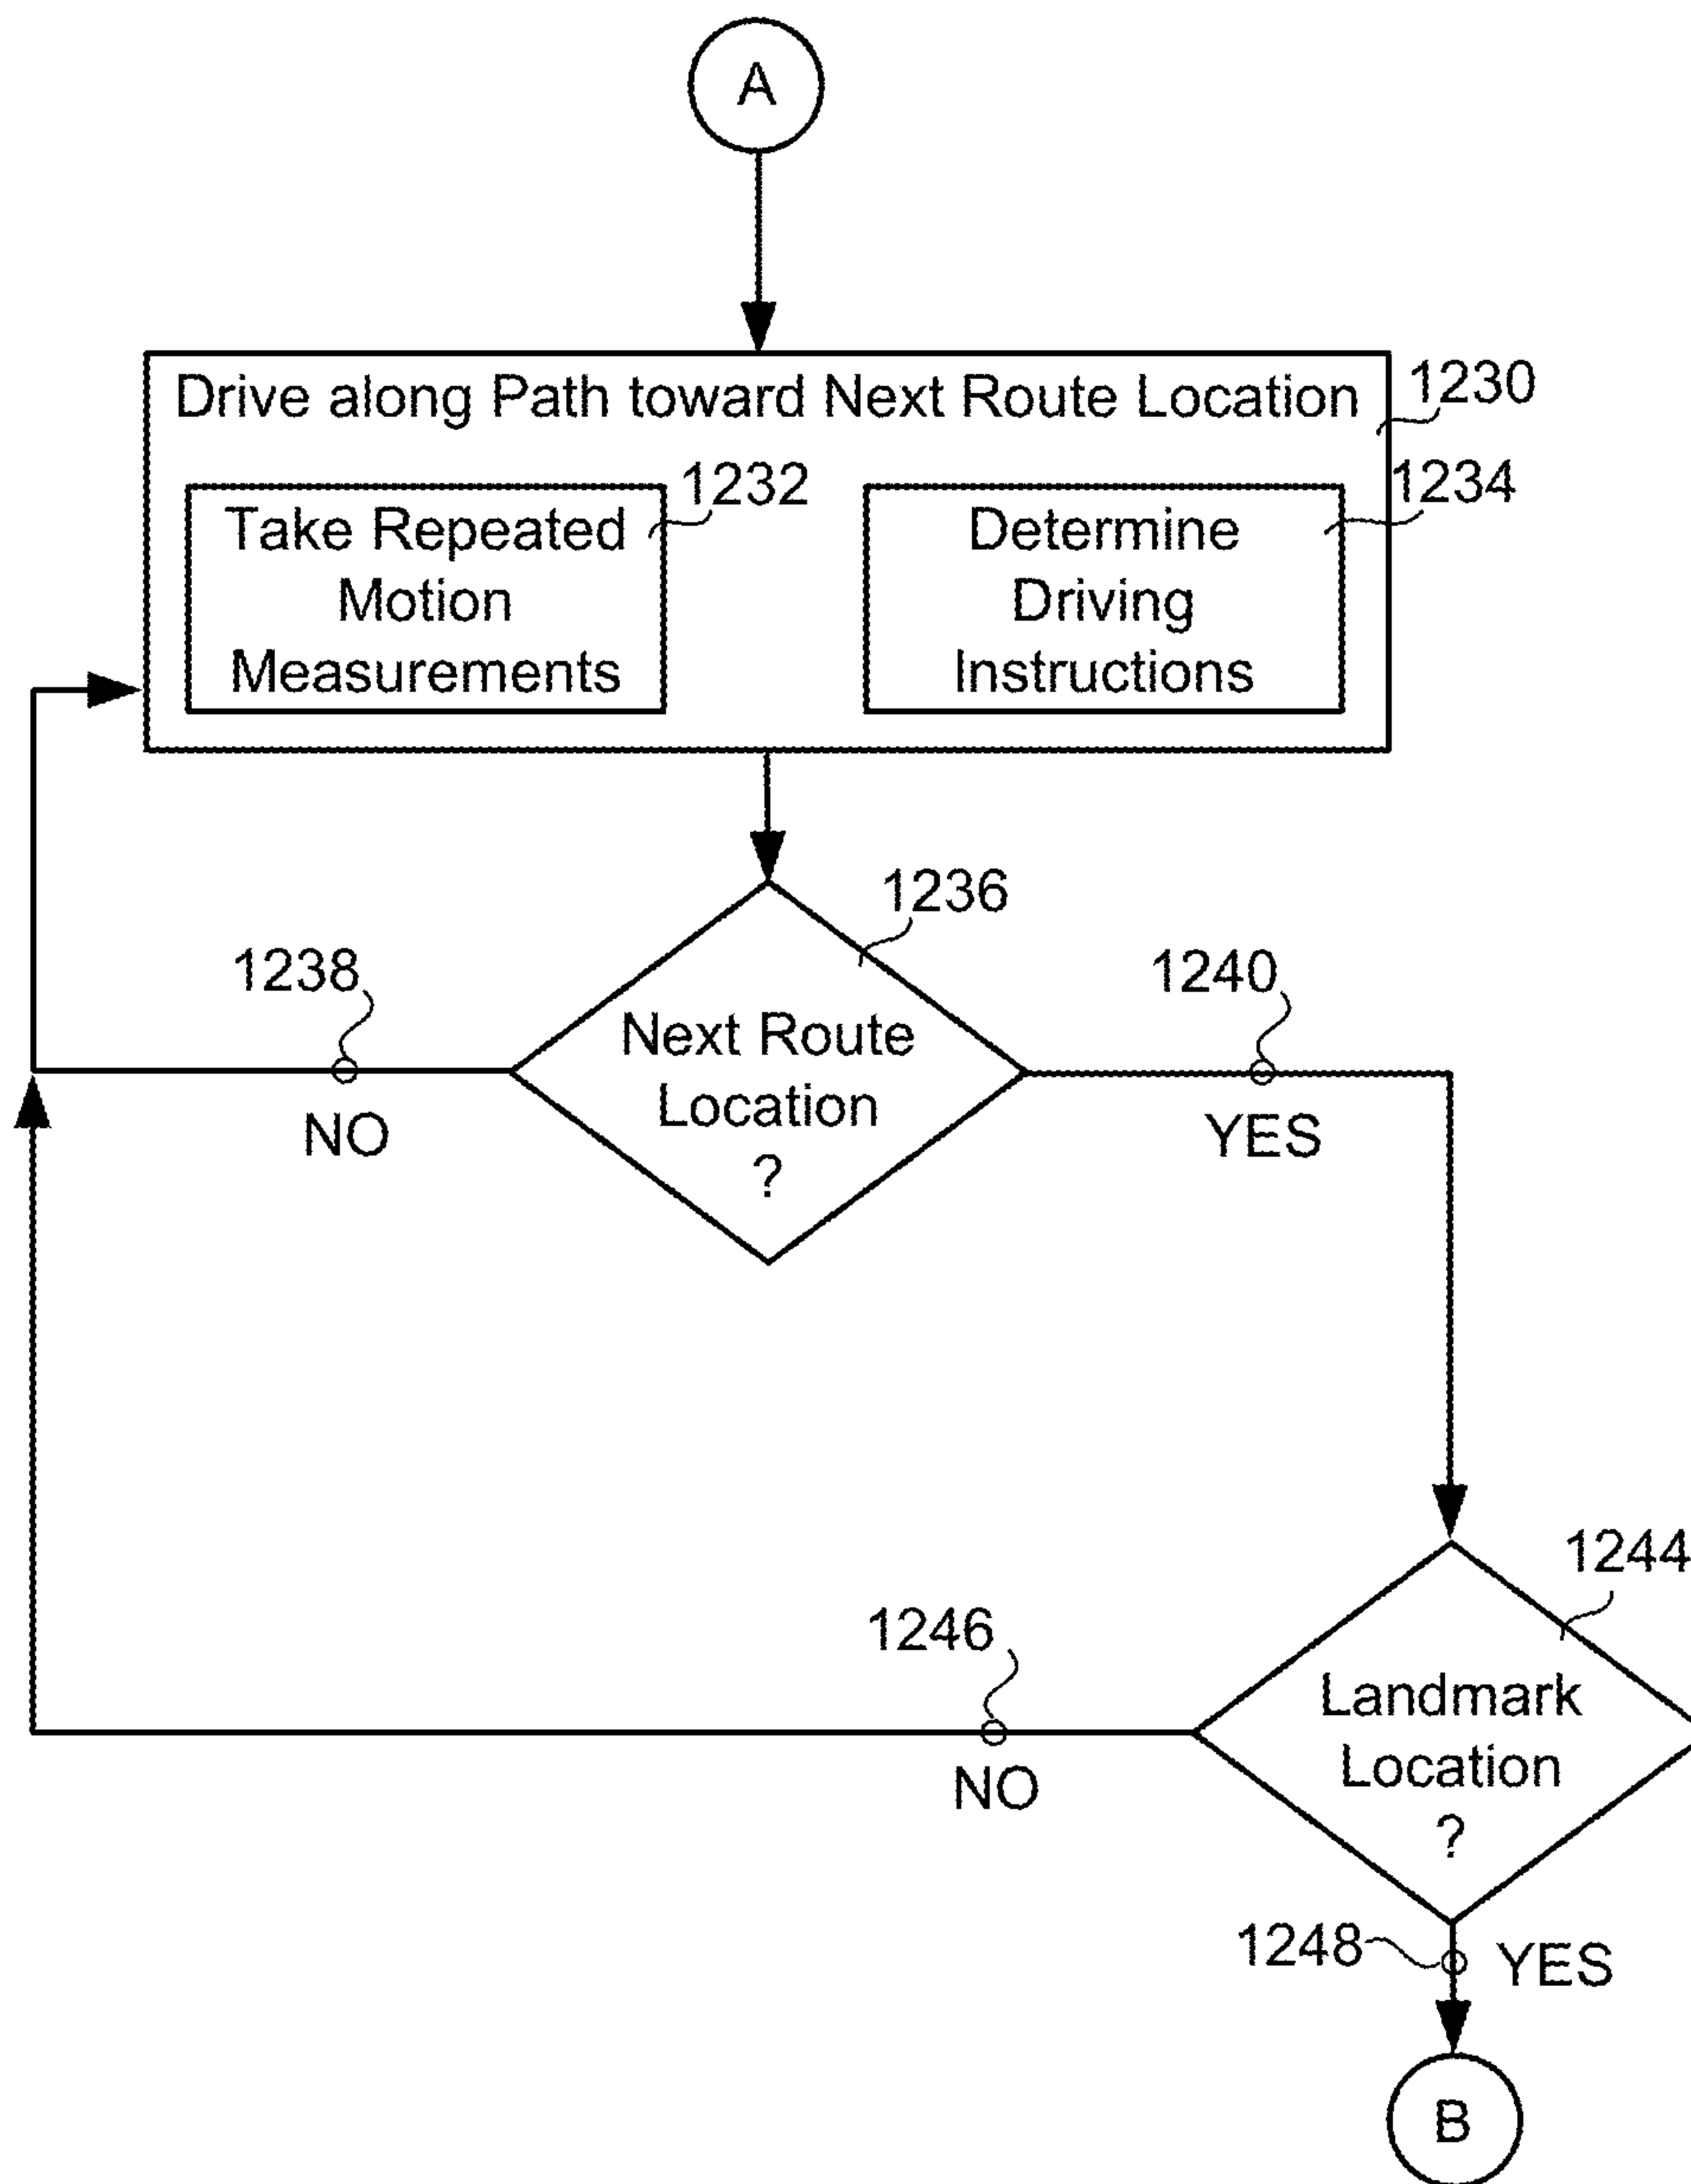 A
Drive along Path toward Next Route Location
1230
1232
1234
Take Repeated
Motion
Measurements
Determine
Driving
Instructions
1236
1238
1240
Next Route
Location
?
NO
YES
1244
1246
Landmark
Location
?
NO
1248
YES
B